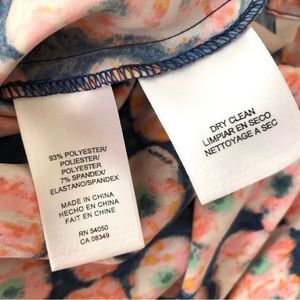 93% POLYESTER/
POLIESTER/
POLYESTER
7% SPANDEX/
ELASTANO/SPANDEX
MADE IN CHINA
HECHO EN CHINA
FAIT EN CHINE
RN 54050
CA 08349
DRY CLEAN
LIMPIAR EN SECO
NETTOYAGE A SEC